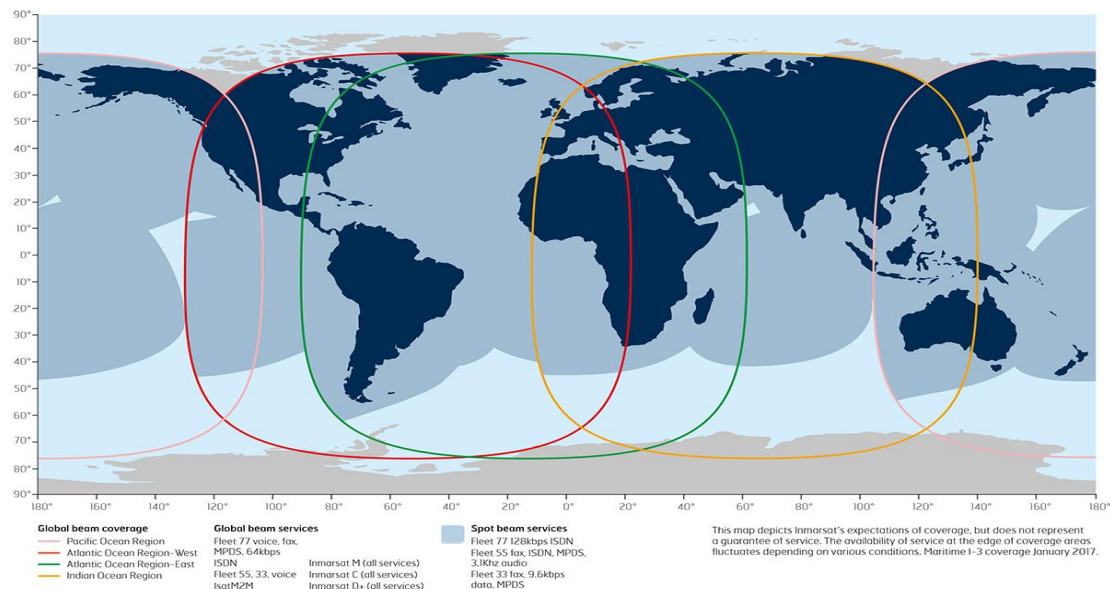 90°
80°
70°
60°
50°
40°
30°
20°
10°
0°
10°
20°
30°
40°
50°
60°
70°
80°
90°
180° 160° 140° 120° 100° 80° 60° 40° 20° 0° 20° 40° 60° 80° 100° 120° 140° 160° 180°
Global beam coverage
Pacific Ocean Region
Atlantic Ocean Region-West
Atlantic Ocean Region-East
Indian Ocean Region
Global beam services
Fleet 77 voice, fax,
MPDS, 64kbps
ISDN
Fleet 55, 33, voice
IsatM2M
Inmarsat M (all services)
Inmarsat C (all services)
Inmarsat D+ (all services)
Spot beam services
Fleet 77 128kbps ISDN
Fleet 55 fax, ISDN, MPDS,
3.1Khz audio
Fleet 33 fax, 9.6kbps
data, MPDS
This map depicts Inmarsat's expectations of coverage, but does not represent
a guarantee of service. The availability of service at the edge of coverage areas
fluctuates depending on various conditions. Maritime I-3 coverage January 2017.